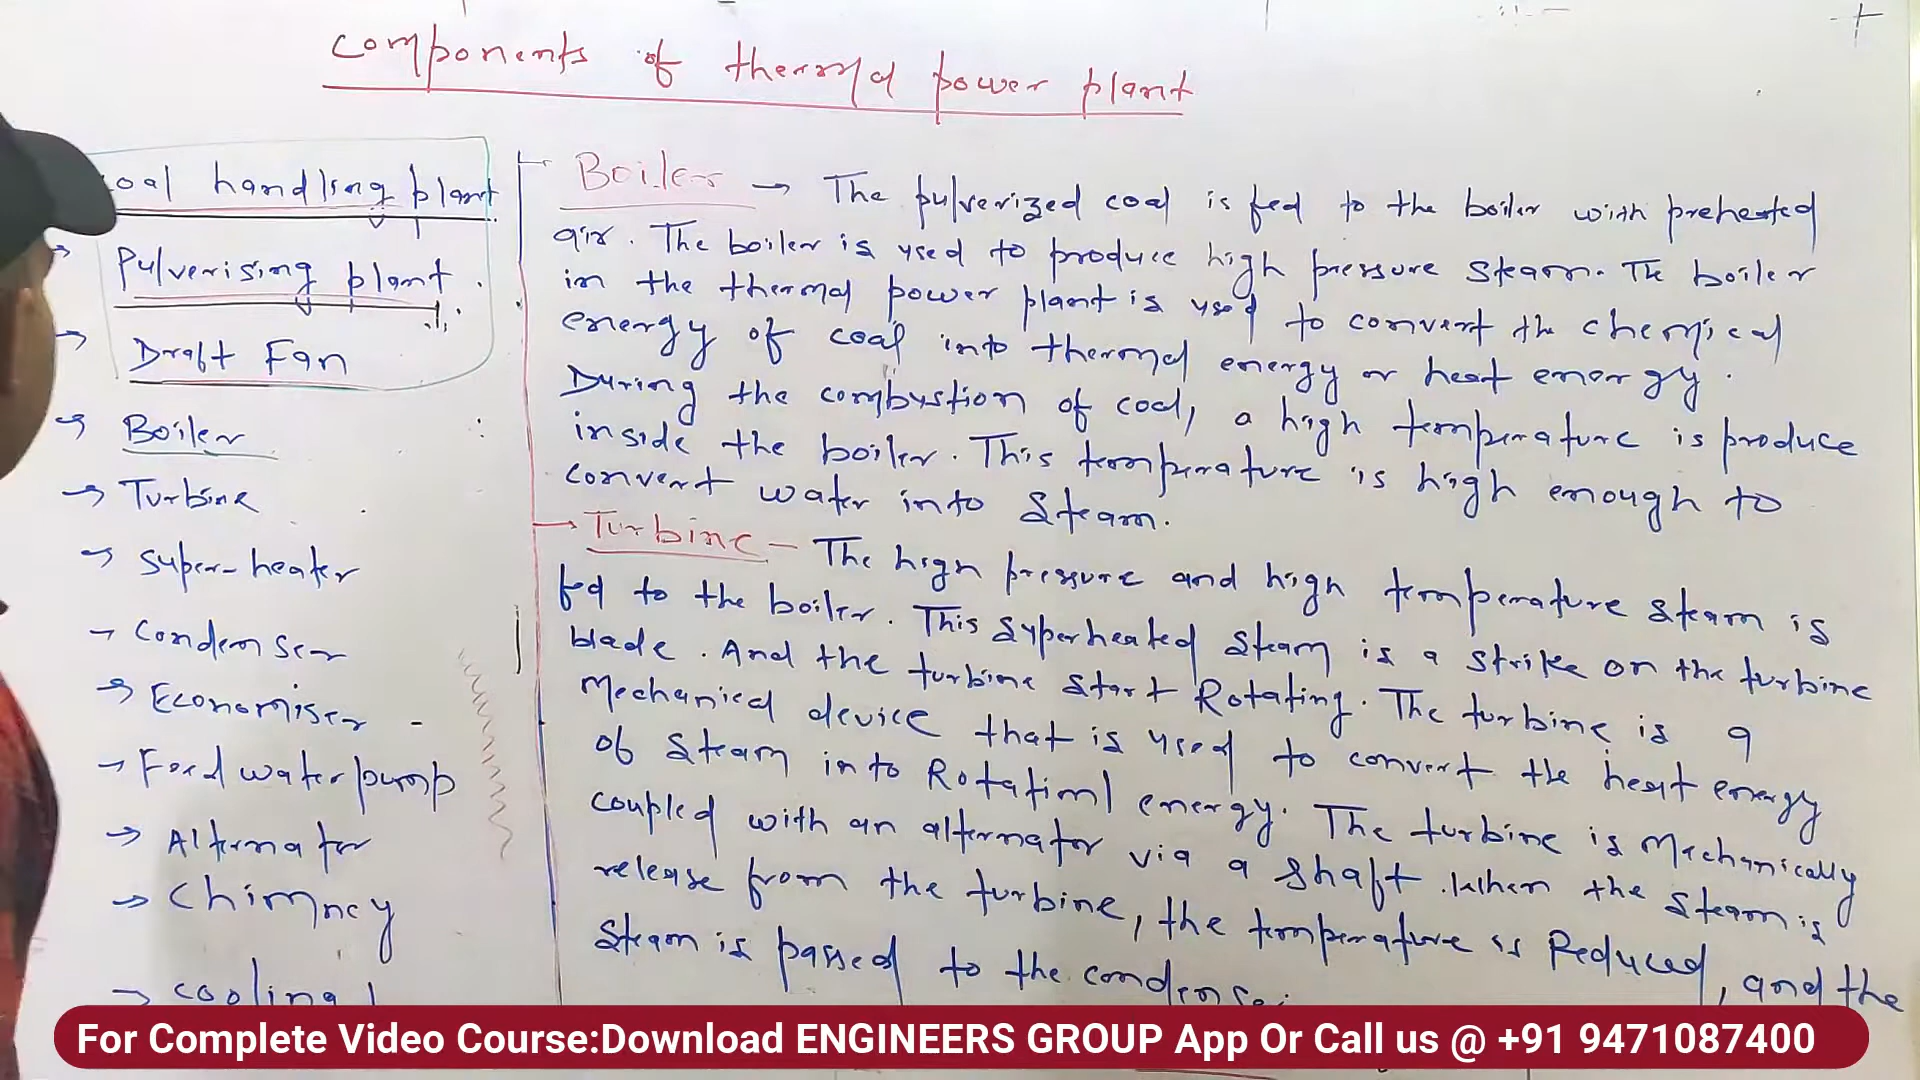 Components of thermal power plant
oal handling plant
Pulverising plant
Draft Fan
Boiler
Turbine
Super-heater
Condenser
Economiser
Feed water pump
Alternator
Chimney
cooling
Boiler → The pulverized coal is fed to the boiler with preheated
air. The boiler is used to produce high pressure steam. The boiler
in the thermal power plant is used to convert the chemical
energy of coal into thermal energy or heat energy.
During the combustion of coal, a high temperature is produce
inside the boiler. This temperature is high enough to
convert water into steam.
→ Turbine - The high pressure and high temperature steam is
fed to the boiler. This superheated steam is a strike on the turbine
blade. And the turbine start Rotating. The turbine is a
Mechanical device that is used to convert the heat energy
of steam into Rotational energy. The turbine is Mechanically
coupled with an alternator via a shaft. When the steam is
release from the turbine, the temperature is Reduced, and the
steam is passed to the
For Complete Video Course:Download ENGINEERS GROUP App Or Call us @ +91 9471087400